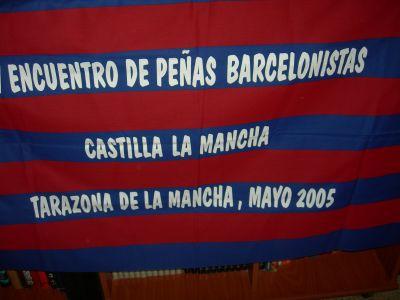 ENCUENTRO DE PEÑAS BARCELONISTAS
CASTILLA LA MANCHA
TARAZONA DE LA MANCHA, MAYO 2005